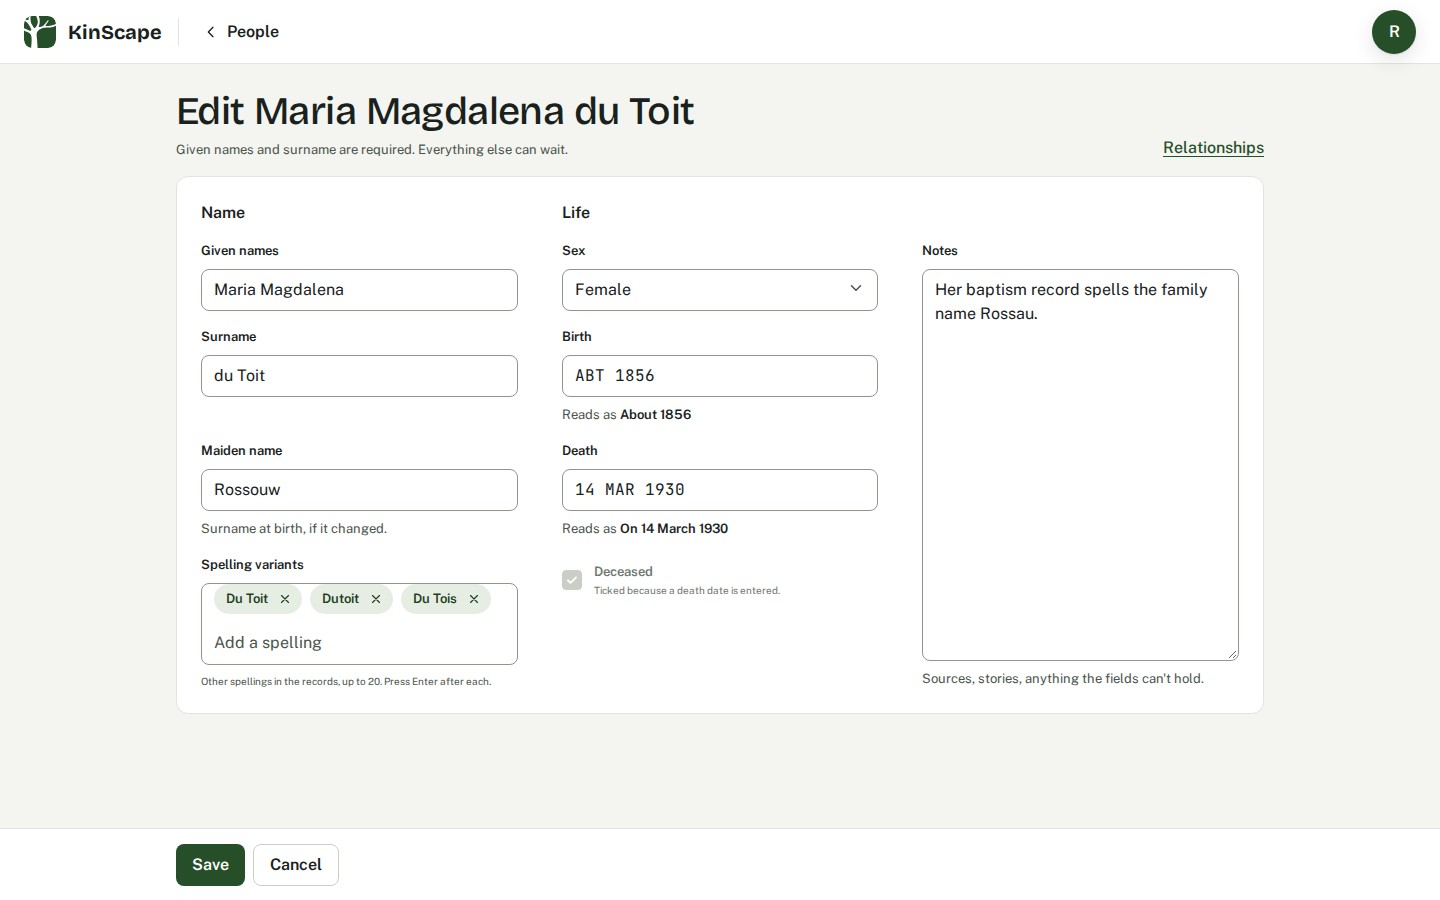 KinScape
People
R
Edit Maria Magdalena du Toit
Given names and surname are required. Everything else can wait.
Relationships
Name
Given names
Maria Magdalena
Surname
du Toit
Maiden name
Rossouw
Surname at birth, if it changed.
Spelling variants
Du Toit
Dutoit
Du Tois
Add a spelling
Other spellings in the records, up to 20. Press Enter after each.
Life
Sex
Female
Birth
ABT 1856
Reads as About 1856
Death
14 MAR 1930
Reads as On 14 March 1930
Deceased
Ticked because a death date is entered.
Notes
Her baptism record spells the family
name Rossau.
Sources, stories, anything the fields can't hold.
Save
Cancel